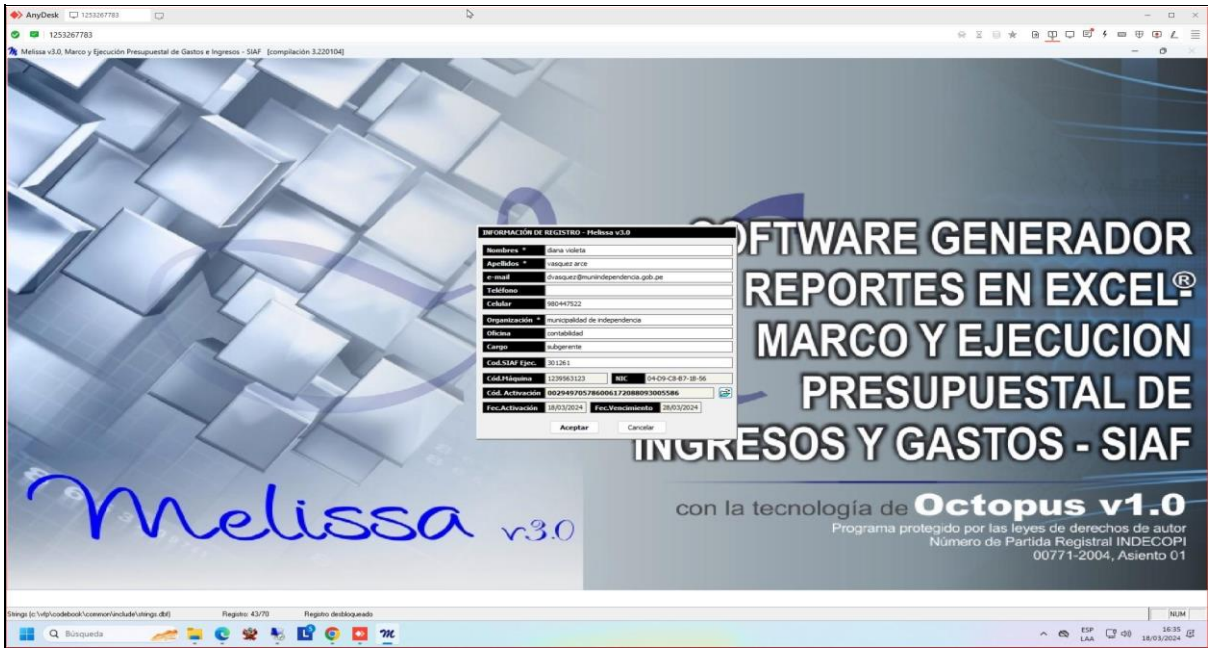 AnyDesk 1253267783
1253267783
Melissa v3.0, Marco y Ejecución Presupuestal de Gastos e Ingresos - SIAF [compilación 3.220104]
SOFTWARE GENERADOR
REPORTES EN EXCEL®
MARCO Y EJECUCION
PRESUPUESTAL DE
INGRESOS Y GASTOS - SIAF
INFORMACIÓN DE REGISTRO - Melissa v3.0
Nombres * diana violeta
Apellidos * vasquez arce
e-mail dvasquez@muniindependencia.gob.pe
Teléfono
Celular 980447522
Organización * municipalidad de independencia
Oficina contabilidad
Cargo subgerente
Cod.SIAF Ejec. 301261
Cód.Máquina 1239563123 NIC 04-D9-C8-B7-1B-56
Cód. Activación 002949705786006172088093005586
Fec.Activación 18/03/2024 Fec.Vencimiento 28/03/2024
Aceptar Cancelar
Melissa v3.0
con la tecnología de Octopus v1.0
Programa protegido por las leyes de derechos de autor
Número de Partida Registral INDECOPI
00771-2004, Asiento 01
Strings (c:\vfp\codebook\common\include\strings.dbf) Registro: 43/70 Registro desbloqueado NUM
Búsqueda ESP 16:35
LAA 18/03/2024